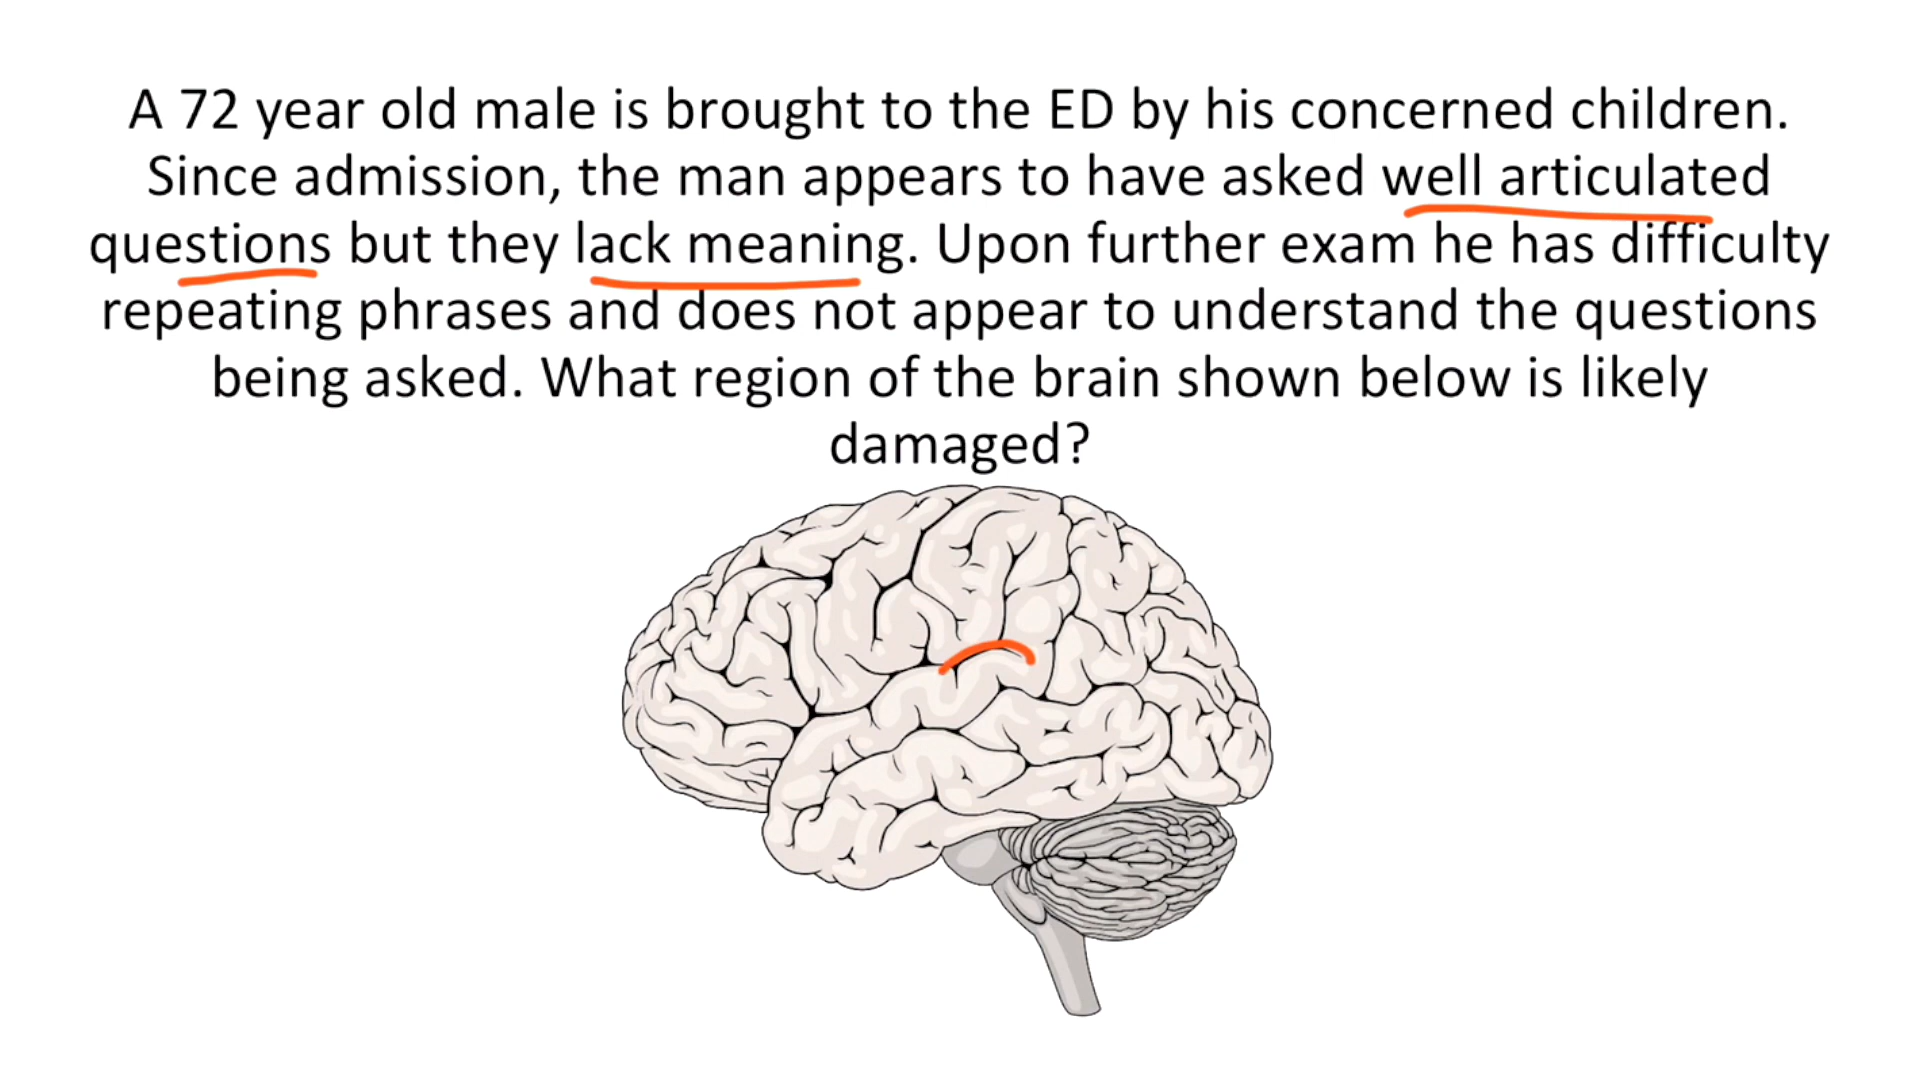 A 72 year old male is brought to the ED by his concerned children.
Since admission, the man appears to have asked well articulated
questions but they lack meaning. Upon further exam he has difficulty
repeating phrases and does not appear to understand the questions
being asked. What region of the brain shown below is likely
damaged?